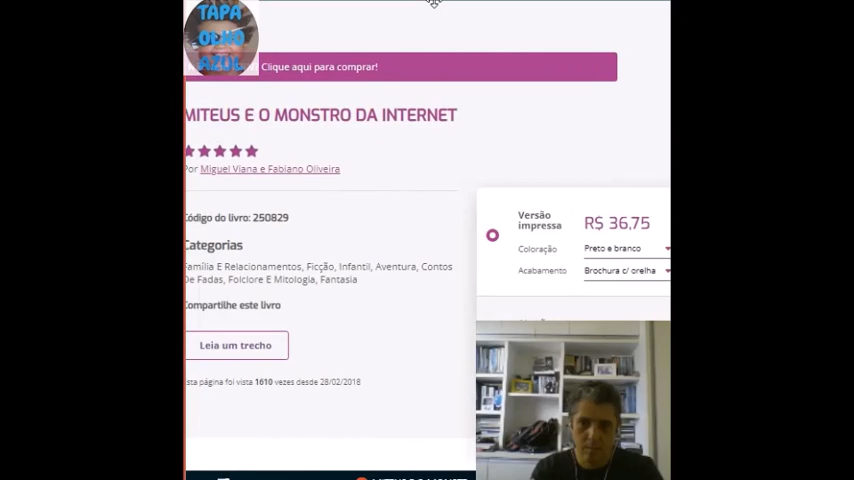 TAPA
OLHO
AZUL
Clique aqui para comprar!
MITEUS E O MONSTRO DA INTERNET
Por Miguel Viana e Fabiano Oliveira
Código do livro: 250829
Categorias
Família E Relacionamentos, Ficção, Infantil, Aventura, Contos
De Fadas, Folclore E Mitologia, Fantasia
Compartilhe este livro
Leia um trecho
Esta página foi vista 1610 vezes desde 28/02/2018
Versão
impressa
R$ 36,75
Coloração
Preto e branco
Acabamento
Brochura c/ orelha